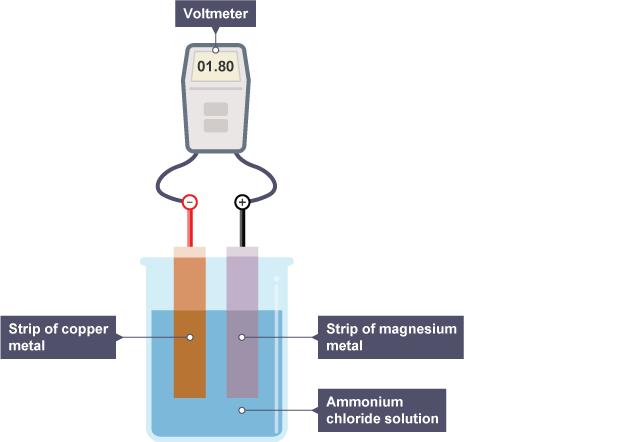 Voltmeter
01.80
−
+
Strip of copper
metal
Strip of magnesium
metal
Ammonium
chloride solution